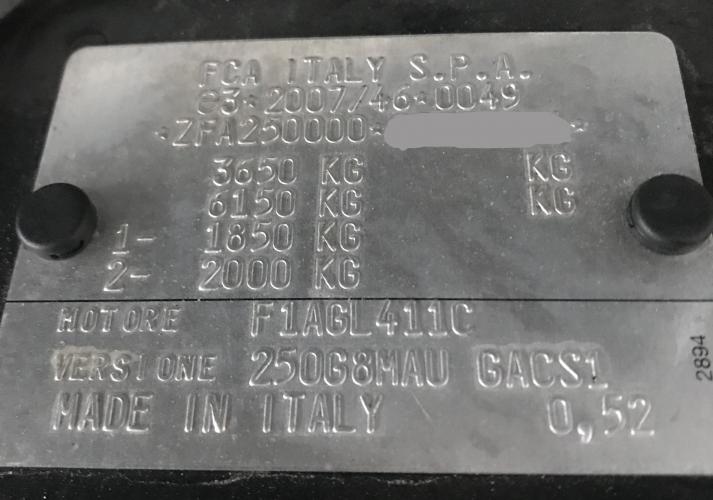 FCA ITALY S.P.A.
e3*2007/46*0049
*ZFA250000* *
3650 KG KG
6150 KG KG
1- 1850 KG
2- 2000 KG
MOTORE F1AGL411C
VERSIONE 250G8MAU GACS1
MADE IN ITALY 0,52
2894